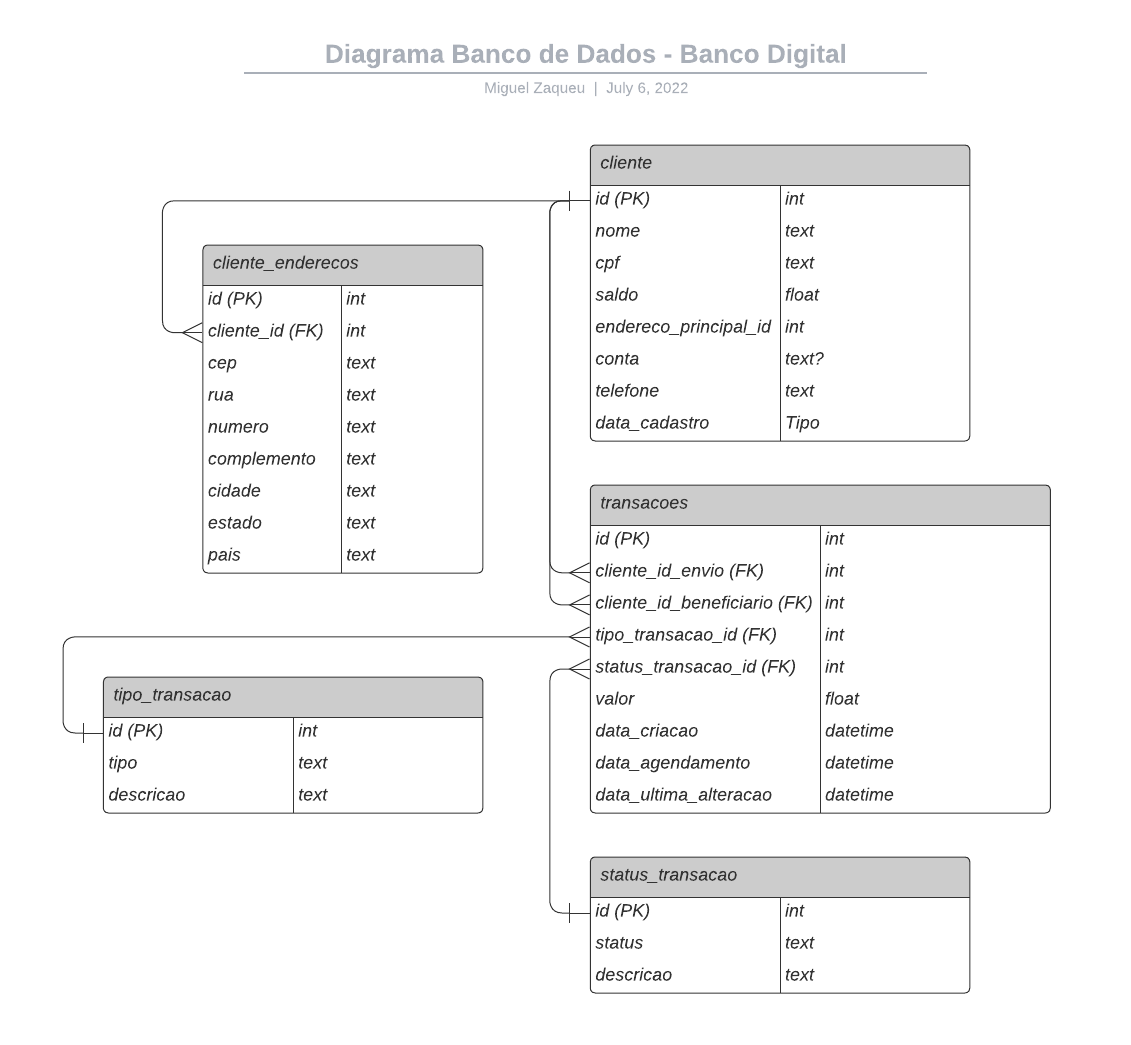 Diagrama Banco de Dados - Banco Digital
Miguel Zaqueu | July 6, 2022
cliente
id (PK) int
nome text
cpf text
saldo float
endereco_principal_id int
conta text?
telefone text
data_cadastro Tipo
cliente_enderecos
id (PK) int
cliente_id (FK) int
cep text
rua text
numero text
complemento text
cidade text
estado text
pais text
transacoes
id (PK) int
cliente_id_envio (FK) int
cliente_id_beneficiario (FK) int
tipo_transacao_id (FK) int
status_transacao_id (FK) int
valor float
data_criacao datetime
data_agendamento datetime
data_ultima_alteracao datetime
tipo_transacao
id (PK) int
tipo text
descricao text
status_transacao
id (PK) int
status text
descricao text